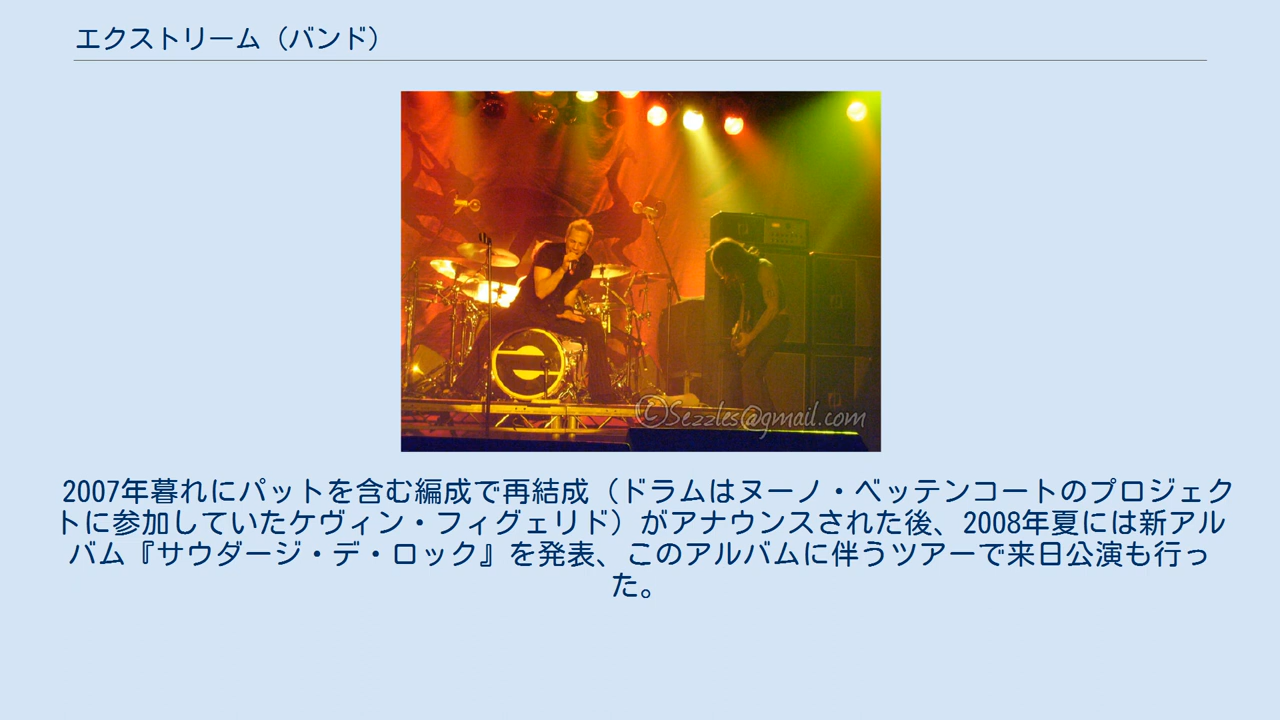 エクストリーム（バンド）
©Sezzles@gmail.com
2007年暮れにパットを含む編成で再結成（ドラムはヌーノ・ベッテンコートのプロジェク
トに参加していたケヴィン・フィグェリド）がアナウンスされた後、2008年夏には新アル
バム『サウダージ・デ・ロック』を発表、このアルバムに伴うツアーで来日公演も行っ
た。